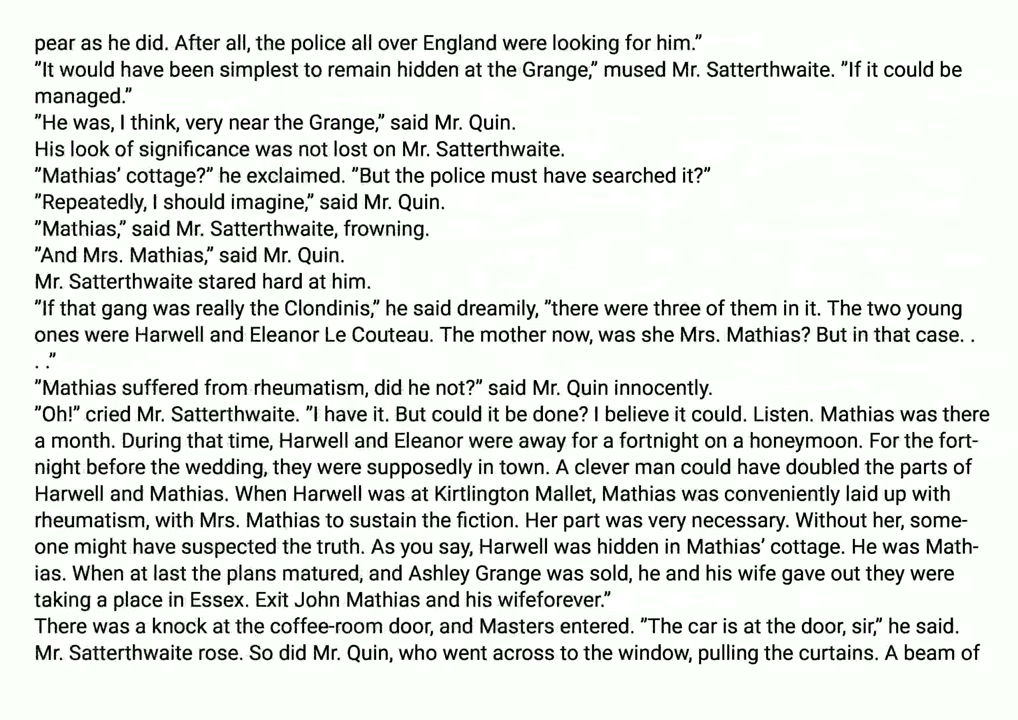 pear as he did. After all, the police all over England were looking for him.”
”It would have been simplest to remain hidden at the Grange,” mused Mr. Satterthwaite. ”If it could be
managed.”
”He was, I think, very near the Grange,” said Mr. Quin.
His look of significance was not lost on Mr. Satterthwaite.
”Mathias’ cottage?” he exclaimed. ”But the police must have searched it?”
”Repeatedly, I should imagine,” said Mr. Quin.
”Mathias,” said Mr. Satterthwaite, frowning.
”And Mrs. Mathias,” said Mr. Quin.
Mr. Satterthwaite stared hard at him.
”If that gang was really the Clondinis,” he said dreamily, ”there were three of them in it. The two young
ones were Harwell and Eleanor Le Couteau. The mother now, was she Mrs. Mathias? But in that case. .
. .”
”Mathias suffered from rheumatism, did he not?” said Mr. Quin innocently.
”Oh!” cried Mr. Satterthwaite. ”I have it. But could it be done? I believe it could. Listen. Mathias was there
a month. During that time, Harwell and Eleanor were away for a fortnight on a honeymoon. For the fort-
night before the wedding, they were supposedly in town. A clever man could have doubled the parts of
Harwell and Mathias. When Harwell was at Kirtlington Mallet, Mathias was conveniently laid up with
rheumatism, with Mrs. Mathias to sustain the fiction. Her part was very necessary. Without her, some-
one might have suspected the truth. As you say, Harwell was hidden in Mathias’ cottage. He was Math-
ias. When at last the plans matured, and Ashley Grange was sold, he and his wife gave out they were
taking a place in Essex. Exit John Mathias and his wifeforever.”
There was a knock at the coffee-room door, and Masters entered. ”The car is at the door, sir,” he said.
Mr. Satterthwaite rose. So did Mr. Quin, who went across to the window, pulling the curtains. A beam of